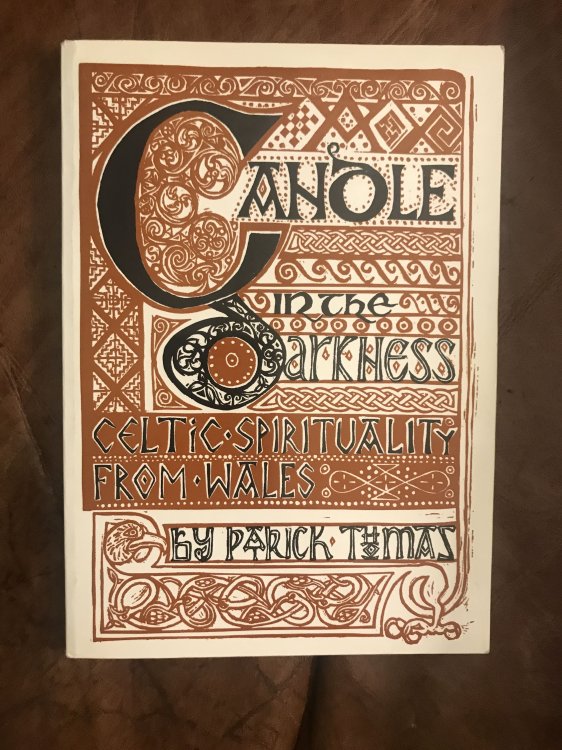 CANDLE
in the
DARKNESS
CELTIC · SPIRITUALITY
FROM · WALES
by PATRICK · THOMAS